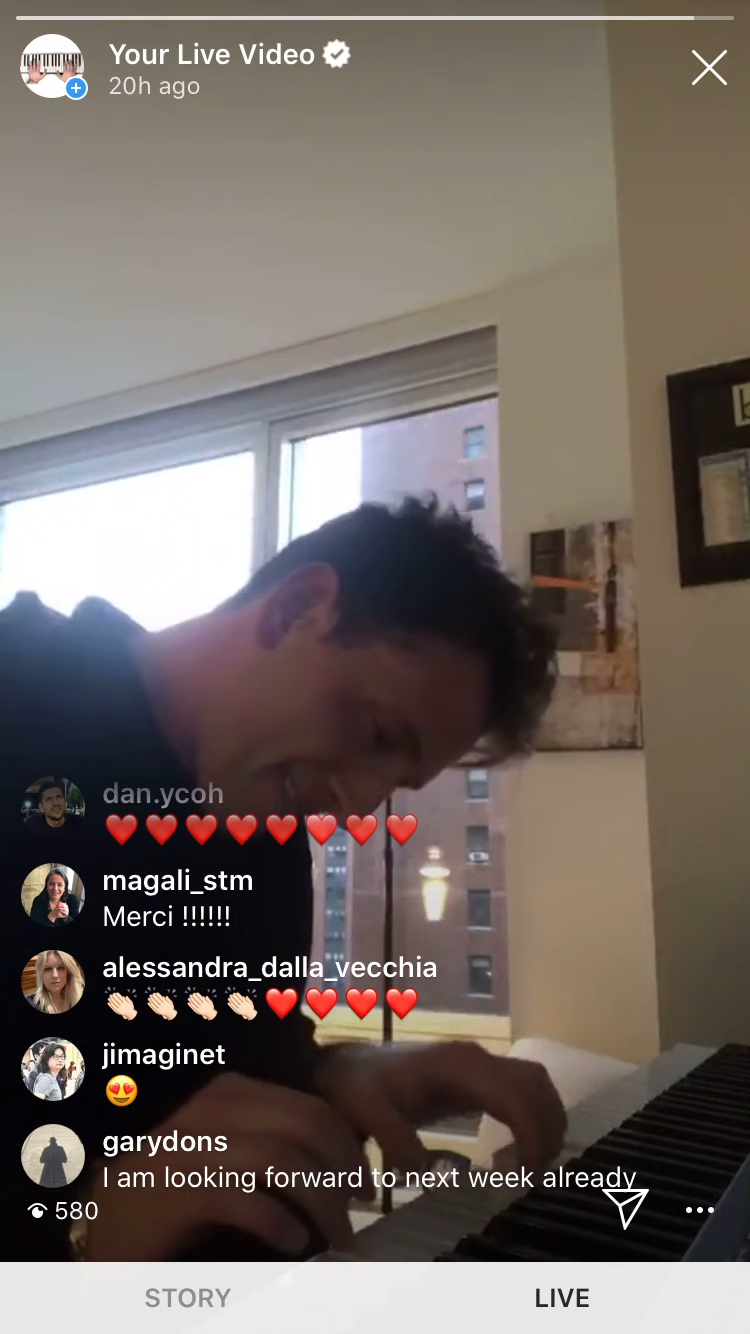 Your Live Video
20h ago
b
dan.ycoh
❤️❤️❤️❤️❤️❤️❤️❤️
magali_stm
Merci !!!!!!
alessandra_dalla_vecchia
👏🏻👏🏻👏🏻👏🏻❤️❤️❤️❤️
jimaginet
😍
garydons
I am looking forward to next week already
580
STORY
LIVE